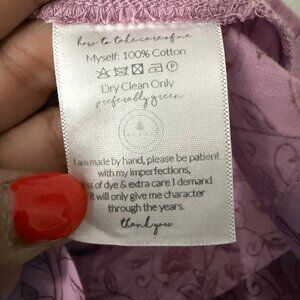 how to take care of me
Myself: 100% Cotton
P
Dry Clean Only
preferably green
I am made by hand, please be patient
with my imperfections,
loss of dye & extra care I demand.
It will only give me character
through the years.
thank you